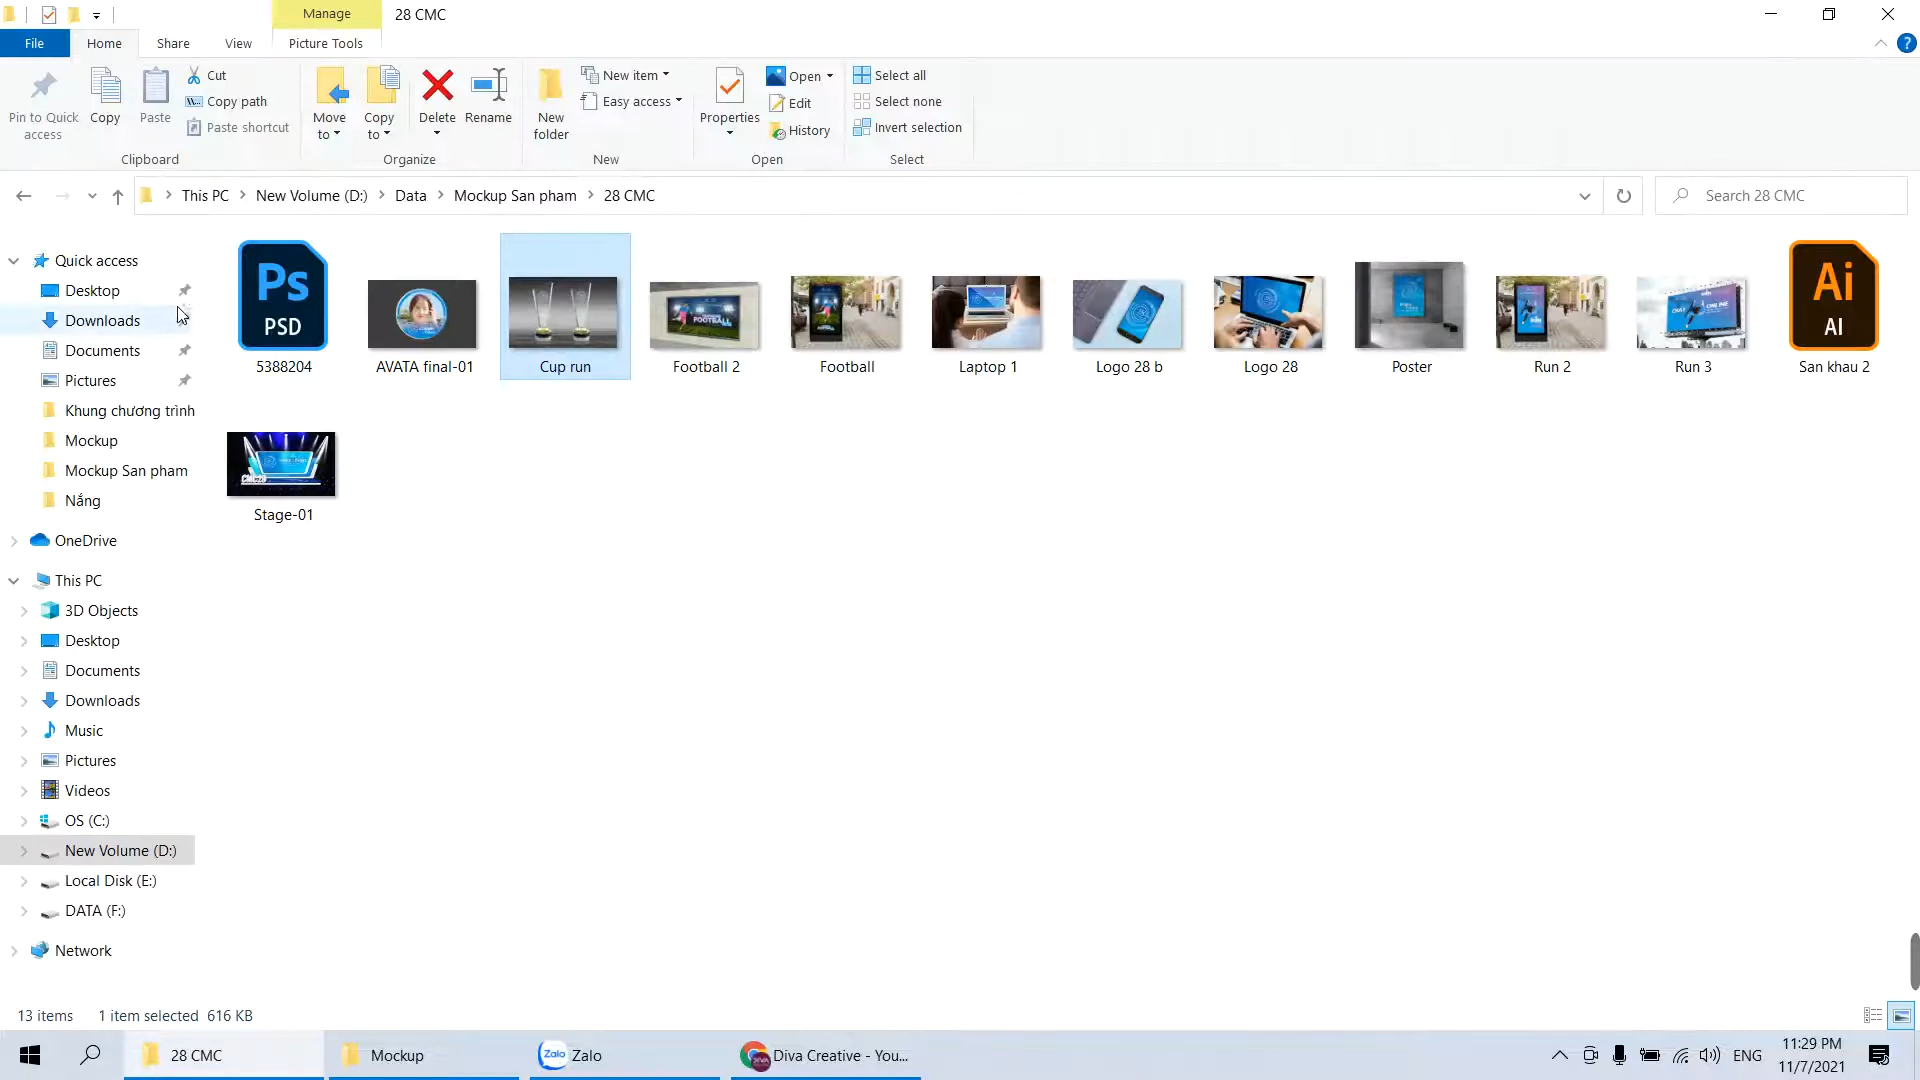 Manage
28 CMC
File
Home
Share
View
Picture Tools
Pin to Quick access
Copy
Paste
Cut
Copy path
Paste shortcut
Clipboard
Move to
Copy to
Delete
Rename
Organize
New folder
New item
Easy access
New
Properties
Open
Edit
History
Open
Select all
Select none
Invert selection
Select
This PC
New Volume (D:)
Data
Mockup San pham
28 CMC
Search 28 CMC
Quick access
Desktop
Downloads
Documents
Pictures
Khung chương trình
Mockup
Mockup San pham
Nắng
OneDrive
This PC
3D Objects
Desktop
Documents
Downloads
Music
Pictures
Videos
OS (C:)
New Volume (D:)
Local Disk (E:)
DATA (F:)
Network
Ps
PSD
5388204
AVATA final-01
Cup run
FOOTBALL
Football 2
Football
Laptop 1
Logo 28 b
Logo 28
Poster
Run 2
ONLINE
Run 3
Ai
AI
San khau 2
Stage-01
13 items
1 item selected 616 KB
28 CMC
Mockup
Zalo
Zalo
Diva Creative - You...
ENG
11:29 PM
11/7/2021